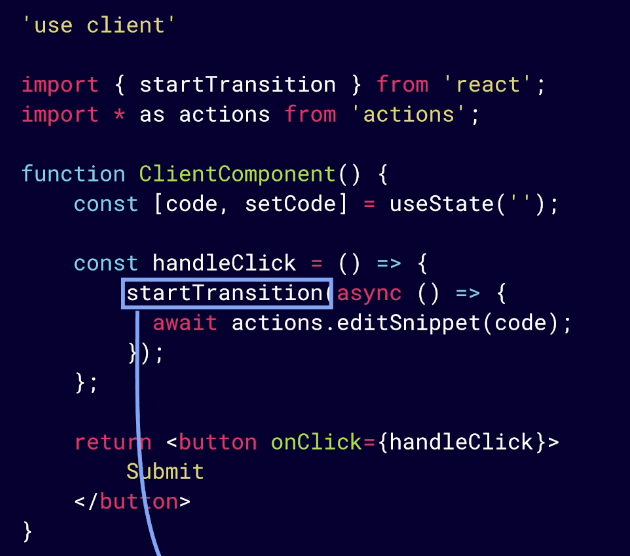 'use client'
import { startTransition } from 'react';
import * as actions from 'actions';
function ClientComponent() {
const [code, setCode] = useState('');
const handleClick = () => {
startTransition(async () => {
await actions.editSnippet(code);
});
};
return <button onClick={handleClick}>
Submit
</button>
}